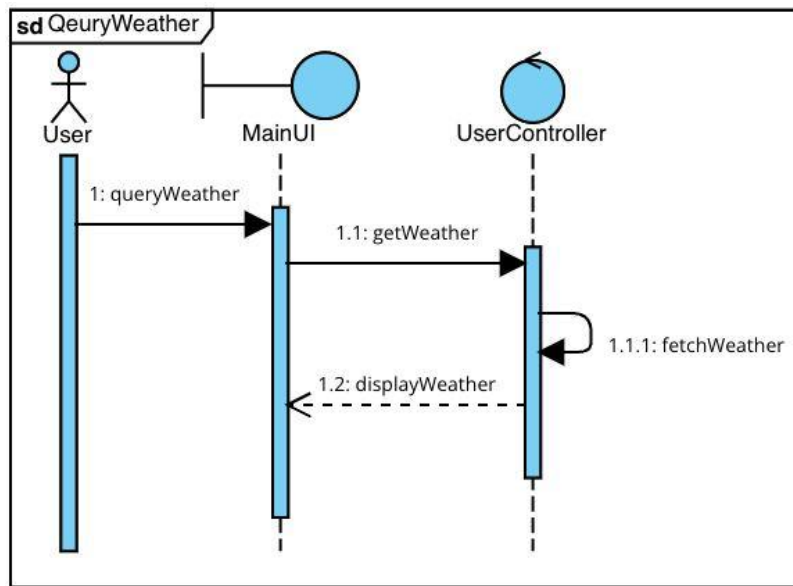 sd QeuryWeather
User
MainUI
UserController
1: queryWeather
1.1: getWeather
1.1.1: fetchWeather
1.2: displayWeather